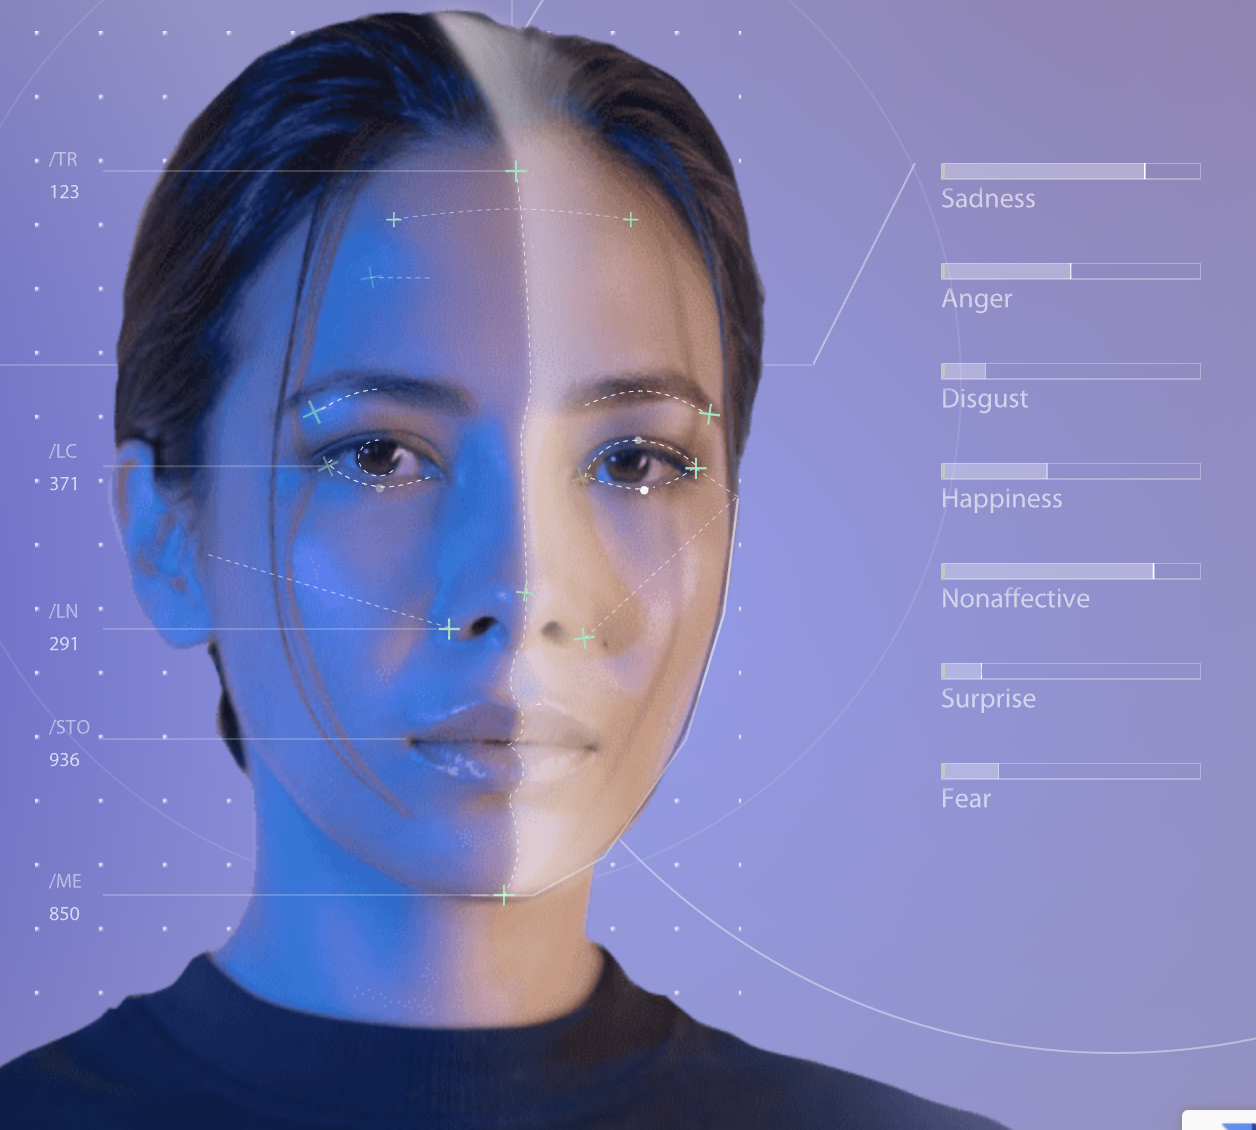 /TR
123
/LC
371
/LN
291
/STO
936
/ME
850
Sadness
Anger
Disgust
Happiness
Nonaffective
Surprise
Fear